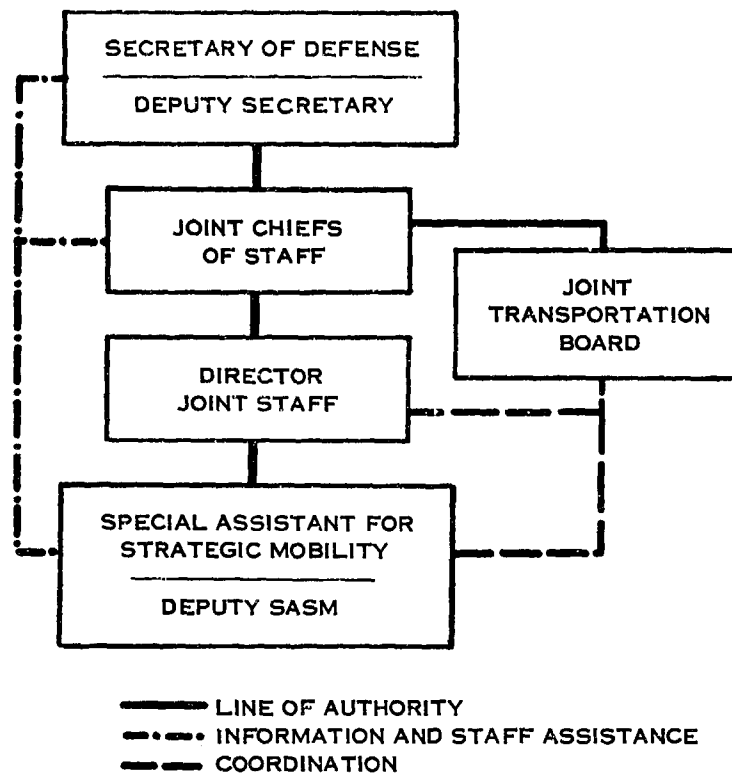 SECRETARY OF DEFENSE
DEPUTY SECRETARY
JOINT CHIEFS
OF STAFF
JOINT
TRANSPORTATION
BOARD
DIRECTOR
JOINT STAFF
SPECIAL ASSISTANT FOR
STRATEGIC MOBILITY
DEPUTY SASM
LINE OF AUTHORITY
INFORMATION AND STAFF ASSISTANCE
COORDINATION